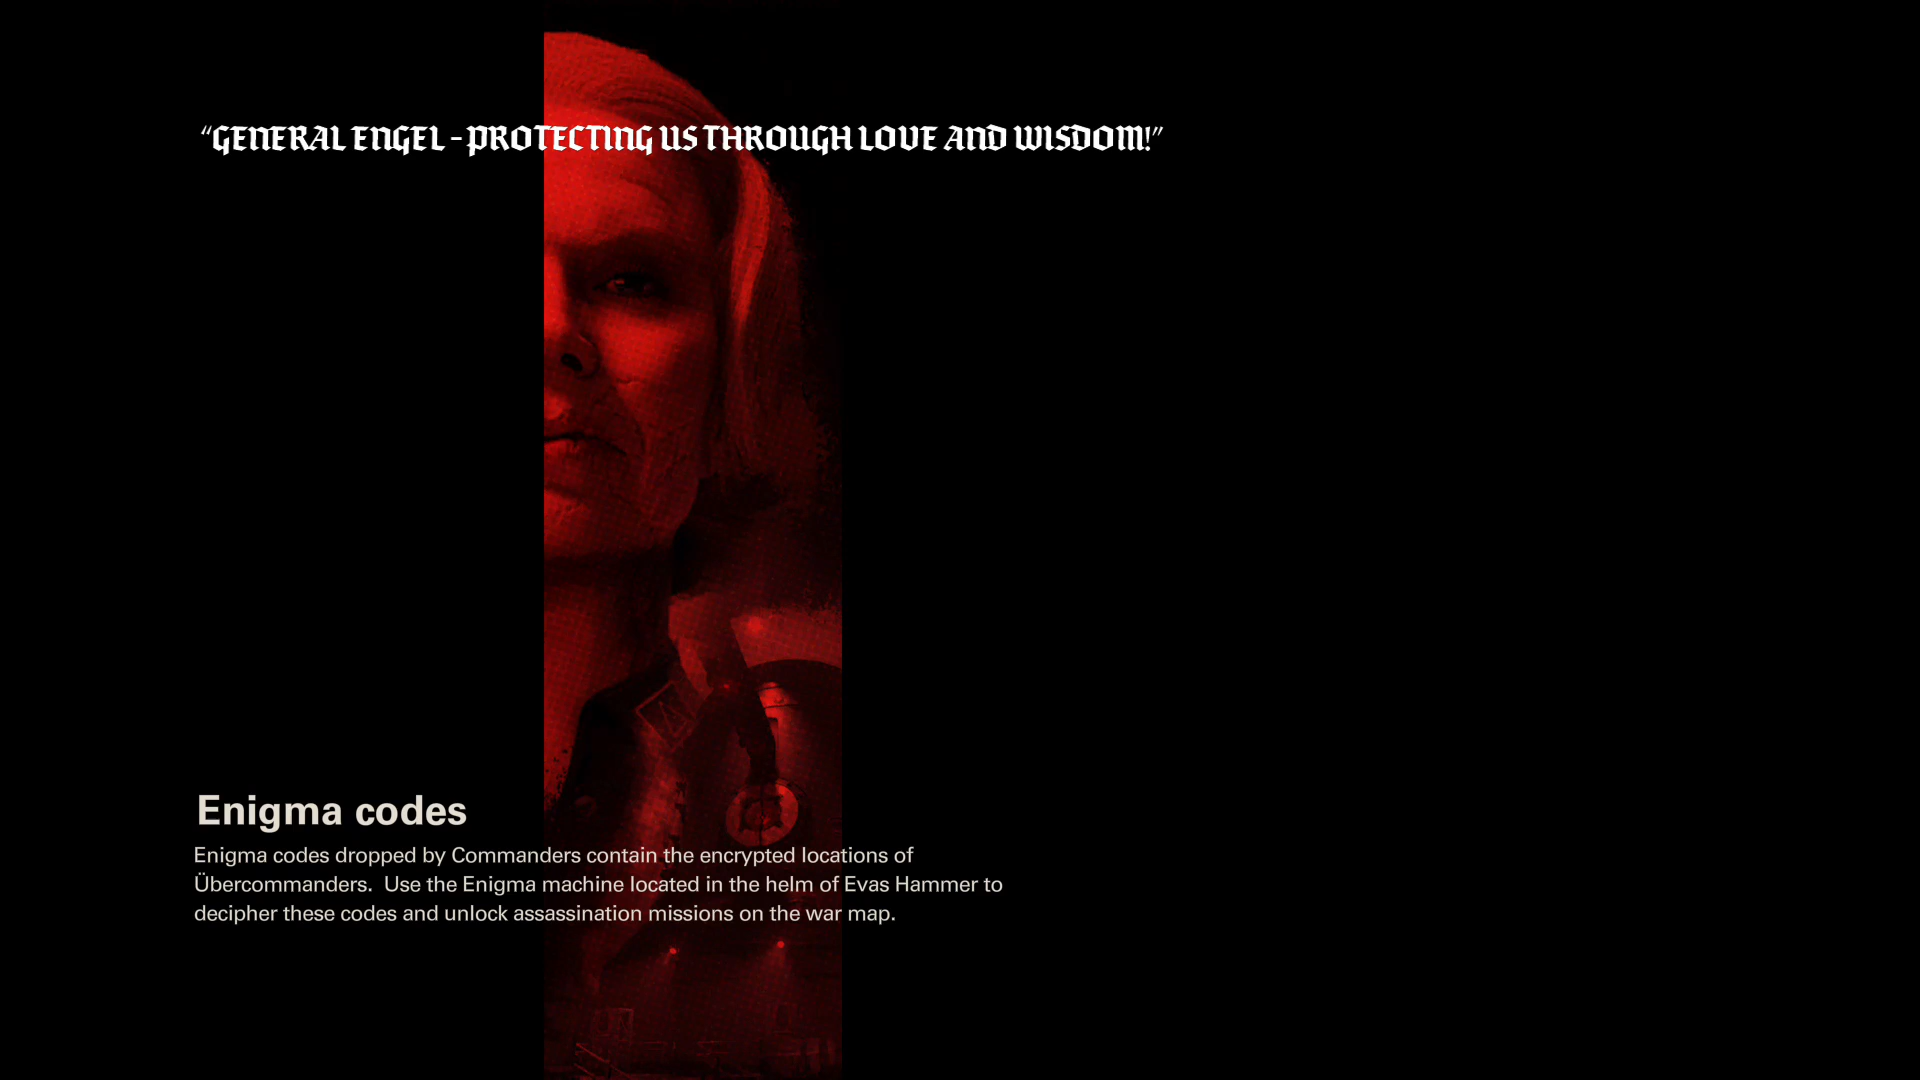 “GENERAL ENGEL - PROTECTING US THROUGH LOVE AND WISDOM!”
Enigma codes
Enigma codes dropped by Commanders contain the encrypted locations of
Übercommanders.  Use the Enigma machine located in the helm of Evas Hammer to
decipher these codes and unlock assassination missions on the war map.